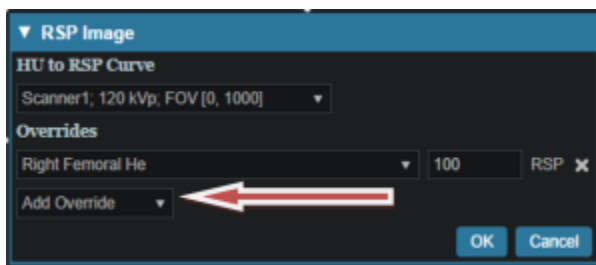 RSP Image
HU to RSP Curve
Scanner1; 120 kVp; FOV [0, 1000]
Overrides
Right Femoral He 100 RSP
Add Override
OK Cancel